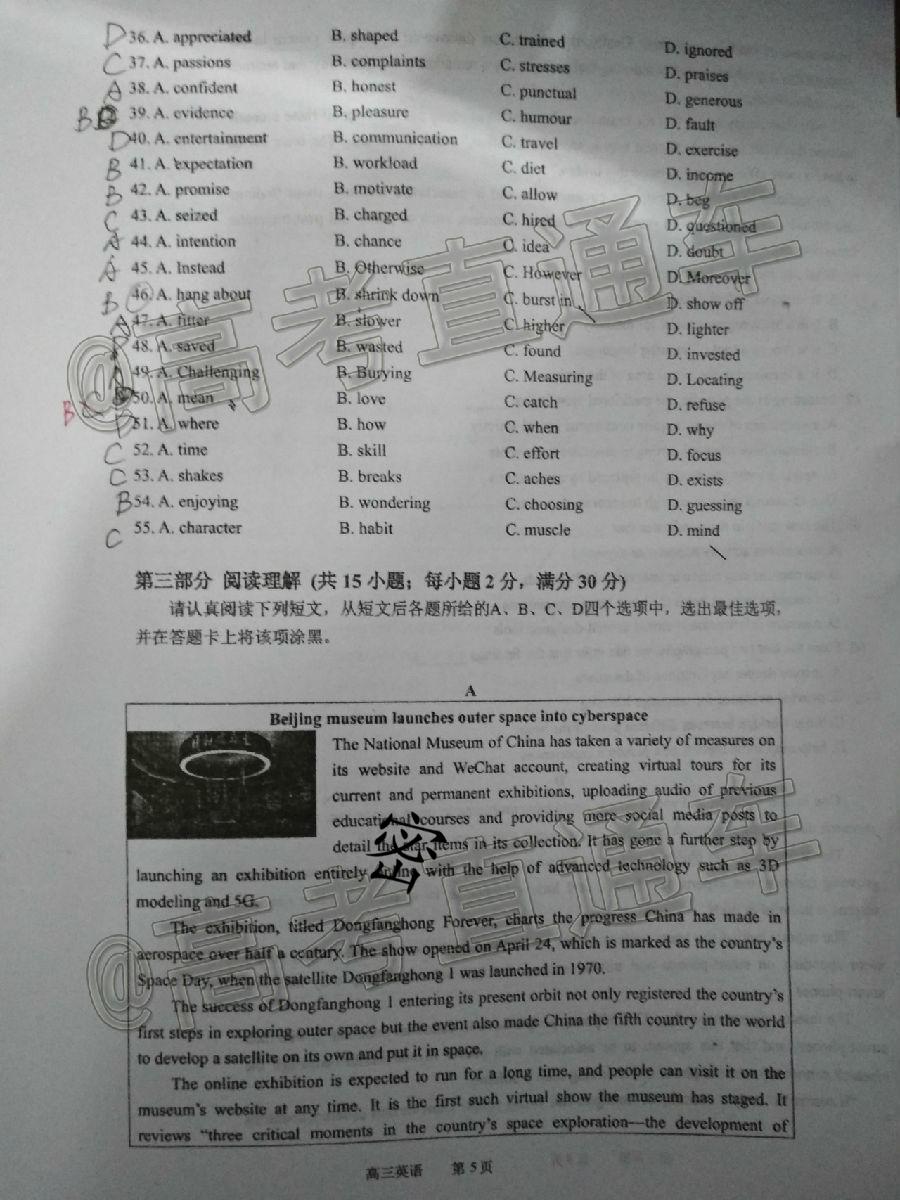 D 36. A. appreciated B. shaped C. trained D. ignored
C 37. A. passions B. complaints C. stresses D. praises
A 38. A. confident B. honest C. punctual D. generous
B 39. A. evidence B. pleasure C. humour D. fault
D 40. A. entertainment B. communication C. travel D. exercise
B 41. A. expectation B. workload C. diet D. income
B 42. A. promise B. motivate C. allow D. beg
C 43. A. seized B. charged C. hired D. questioned
A 44. A. intention B. chance C. idea D. doubt
A 45. A. Instead B. Otherwise C. However D. Moreover
B 46. A. hang about B. shrink down C. burst in D. show off
A 47. A. fitter B. slower C. higher D. lighter
48. A. saved B. wasted C. found D. invested
A 49. A. Challenging B. Burying C. Measuring D. Locating
B 50. A. mean B. love C. catch D. refuse
D 51. A. where B. how C. when D. why
C 52. A. time B. skill C. effort D. focus
C 53. A. shakes B. breaks C. aches D. exists
B 54. A. enjoying B. wondering C. choosing D. guessing
C 55. A. character B. habit C. muscle D. mind
@高考直通车
第三部分 阅读理解 (共 15 小题；每小题 2 分，满分 30 分)
请认真阅读下列短文，从短文后各题所给的A、B、C、D四个选项中，选出最佳选项，
并在答题卡上将该项涂黑。
A
Beijing museum launches outer space into cyberspace
The National Museum of China has taken a variety of measures on
its website and WeChat account, creating virtual tours for its
current and permanent exhibitions, uploading audio of previous
educational courses and providing more social media posts to
detail the star items in its collection. It has gone a further step by
launching an exhibition entirely online with the help of advanced technology such as 3D
modeling and 5G.
The exhibition, titled Dongfanghong Forever, charts the progress China has made in
aerospace over half a century. The show opened on April 24, which is marked as the country's
Space Day, when the satellite Dongfanghong 1 was launched in 1970.
The success of Dongfanghong 1 entering its present orbit not only registered the country's
first steps in exploring outer space but the event also made China the fifth country in the world
to develop a satellite on its own and put it in space.
The online exhibition is expected to run for a long time, and people can visit it on the
museum's website at any time. It is the first such virtual show the museum has staged. It
reviews "three critical moments in the country's space exploration—the development of
@高考直通车
高三英语 第 5 页